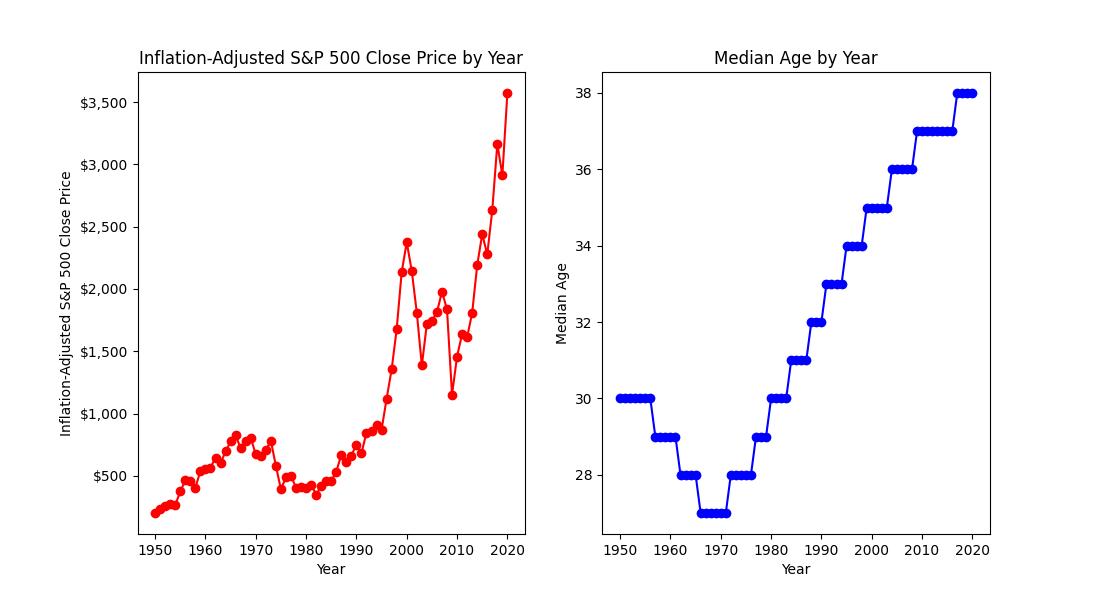 Inflation-Adjusted S&P 500 Close Price by Year
Inflation-Adjusted S&P 500 Close Price
$3,500
$3,000
$2,500
$2,000
$1,500
$1,000
$500
1950 1960 1970 1980 1990 2000 2010 2020
Year
Median Age by Year
Median Age
38
36
34
32
30
28
1950 1960 1970 1980 1990 2000 2010 2020
Year